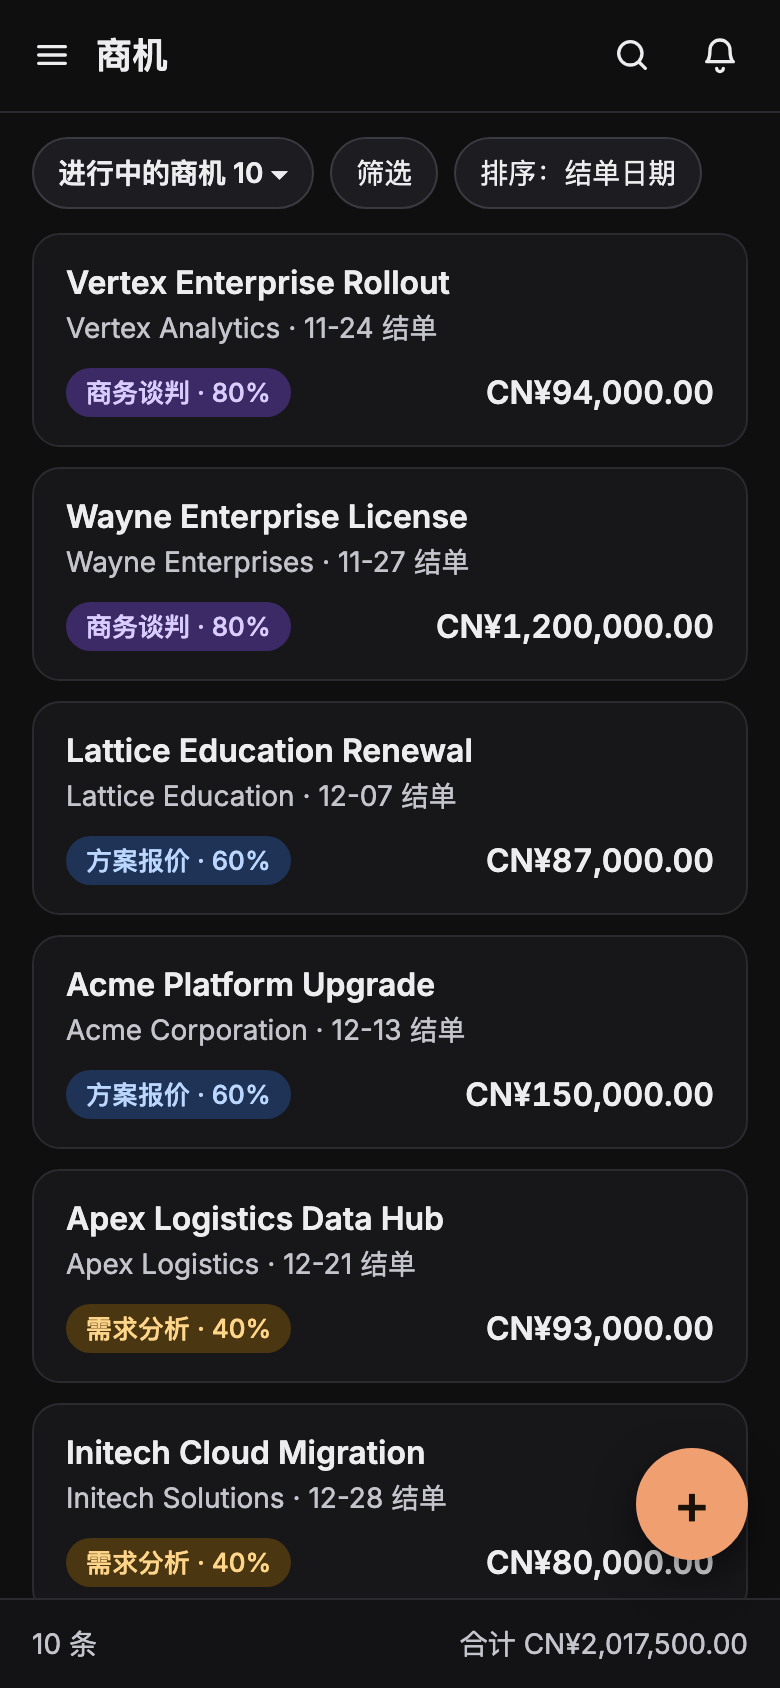 商机
进行中的商机 10
筛选
排序：结单日期
Vertex Enterprise Rollout
Vertex Analytics · 11-24 结单
商务谈判 · 80%
CN¥94,000.00
Wayne Enterprise License
Wayne Enterprises · 11-27 结单
商务谈判 · 80%
CN¥1,200,000.00
Lattice Education Renewal
Lattice Education · 12-07 结单
方案报价 · 60%
CN¥87,000.00
Acme Platform Upgrade
Acme Corporation · 12-13 结单
方案报价 · 60%
CN¥150,000.00
Apex Logistics Data Hub
Apex Logistics · 12-21 结单
需求分析 · 40%
CN¥93,000.00
Initech Cloud Migration
Initech Solutions · 12-28 结单
需求分析 · 40%
CN¥80,000.00
10 条
合计 CN¥2,017,500.00